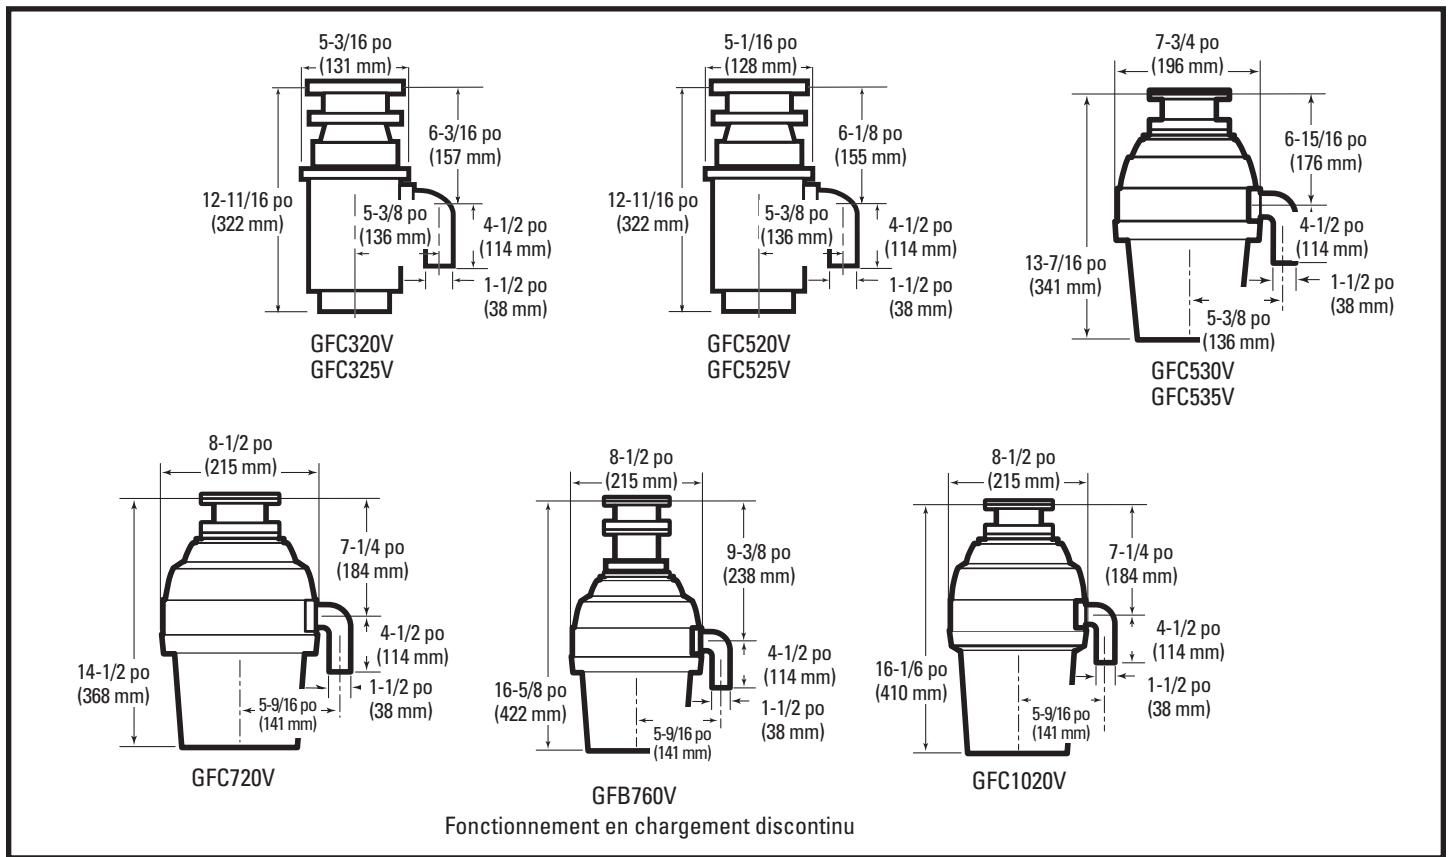 5-3/16 po
(131 mm)
6-3/16 po
(157 mm)
12-11/16 po
(322 mm)
5-3/8 po
(136 mm)
4-1/2 po
(114 mm)
1-1/2 po
(38 mm)
GFC320V
GFC325V
5-1/16 po
(128 mm)
6-1/8 po
(155 mm)
12-11/16 po
(322 mm)
5-3/8 po
(136 mm)
4-1/2 po
(114 mm)
1-1/2 po
(38 mm)
GFC520V
GFC525V
7-3/4 po
(196 mm)
6-15/16 po
(176 mm)
4-1/2 po
(114 mm)
13-7/16 po
(341 mm)
1-1/2 po
(38 mm)
5-3/8 po
(136 mm)
GFC530V
GFC535V
8-1/2 po
(215 mm)
7-1/4 po
(184 mm)
4-1/2 po
(114 mm)
14-1/2 po
(368 mm)
1-1/2 po
(38 mm)
5-9/16 po
(141 mm)
GFC720V
8-1/2 po
(215 mm)
9-3/8 po
(238 mm)
4-1/2 po
(114 mm)
16-5/8 po
(422 mm)
1-1/2 po
(38 mm)
5-9/16 po
(141 mm)
GFB760V
8-1/2 po
(215 mm)
7-1/4 po
(184 mm)
4-1/2 po
(114 mm)
16-1/6 po
(410 mm)
1-1/2 po
(38 mm)
5-9/16 po
(141 mm)
GFC1020V
Fonctionnement en chargement discontinu